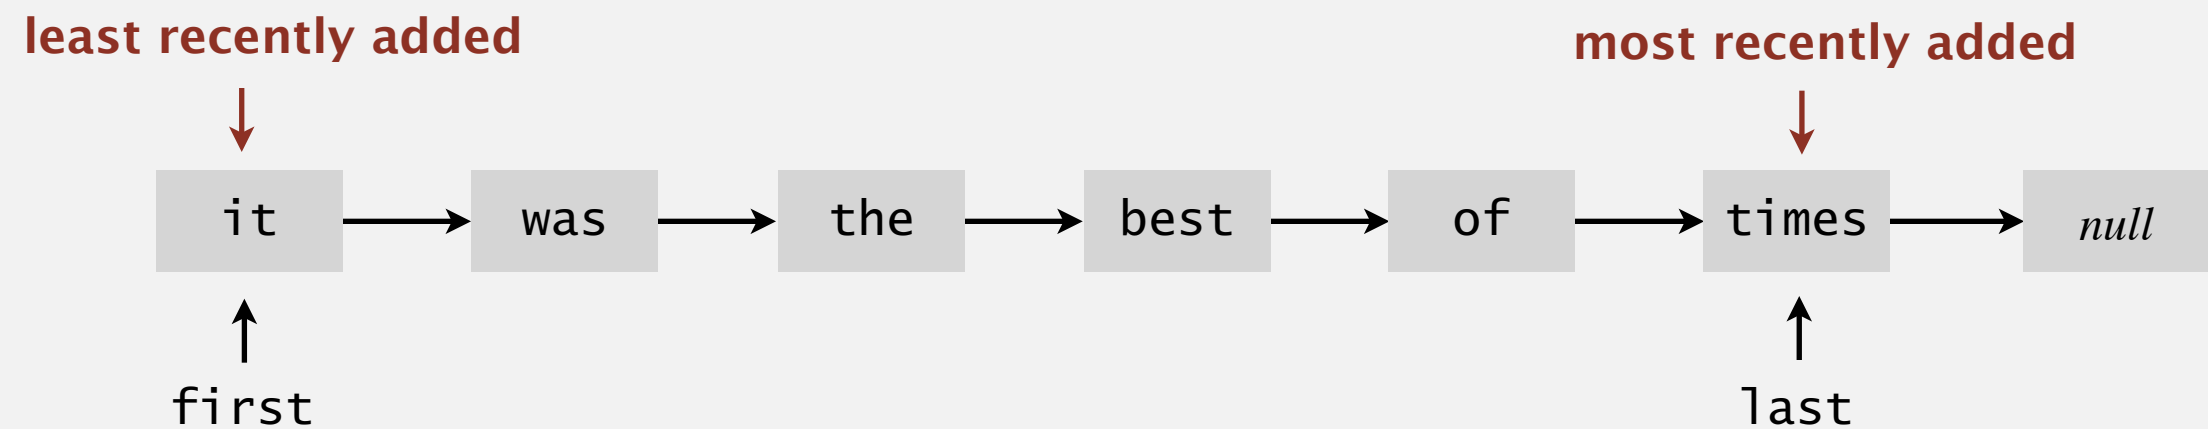 least recently added
most recently added
it was the best of times null
first
last